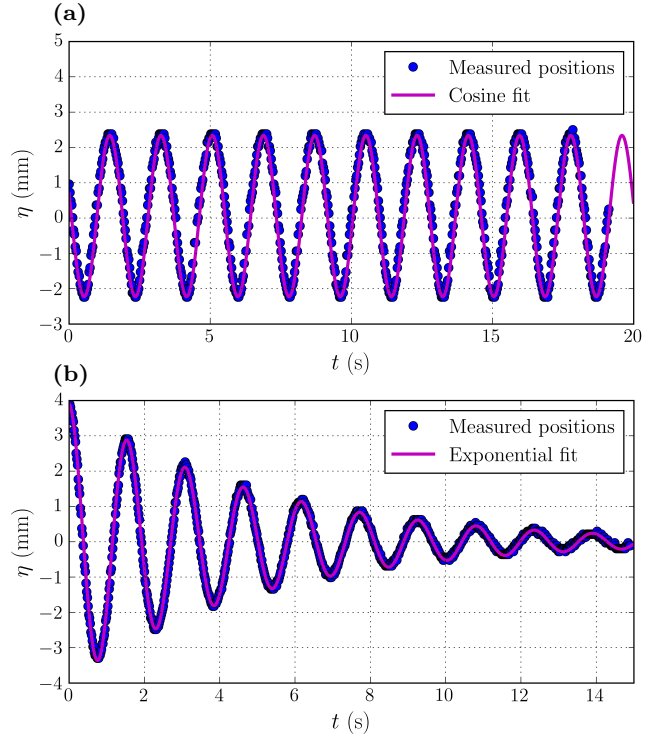 (a)
5
4
3
2
1
0
−1
−2
−3
η (mm)
Measured positions
Cosine fit
0 5 10 15 20
t (s)
(b)
4
3
2
1
0
−1
−2
−3
−4
η (mm)
Measured positions
Exponential fit
0 2 4 6 8 10 12 14
t (s)